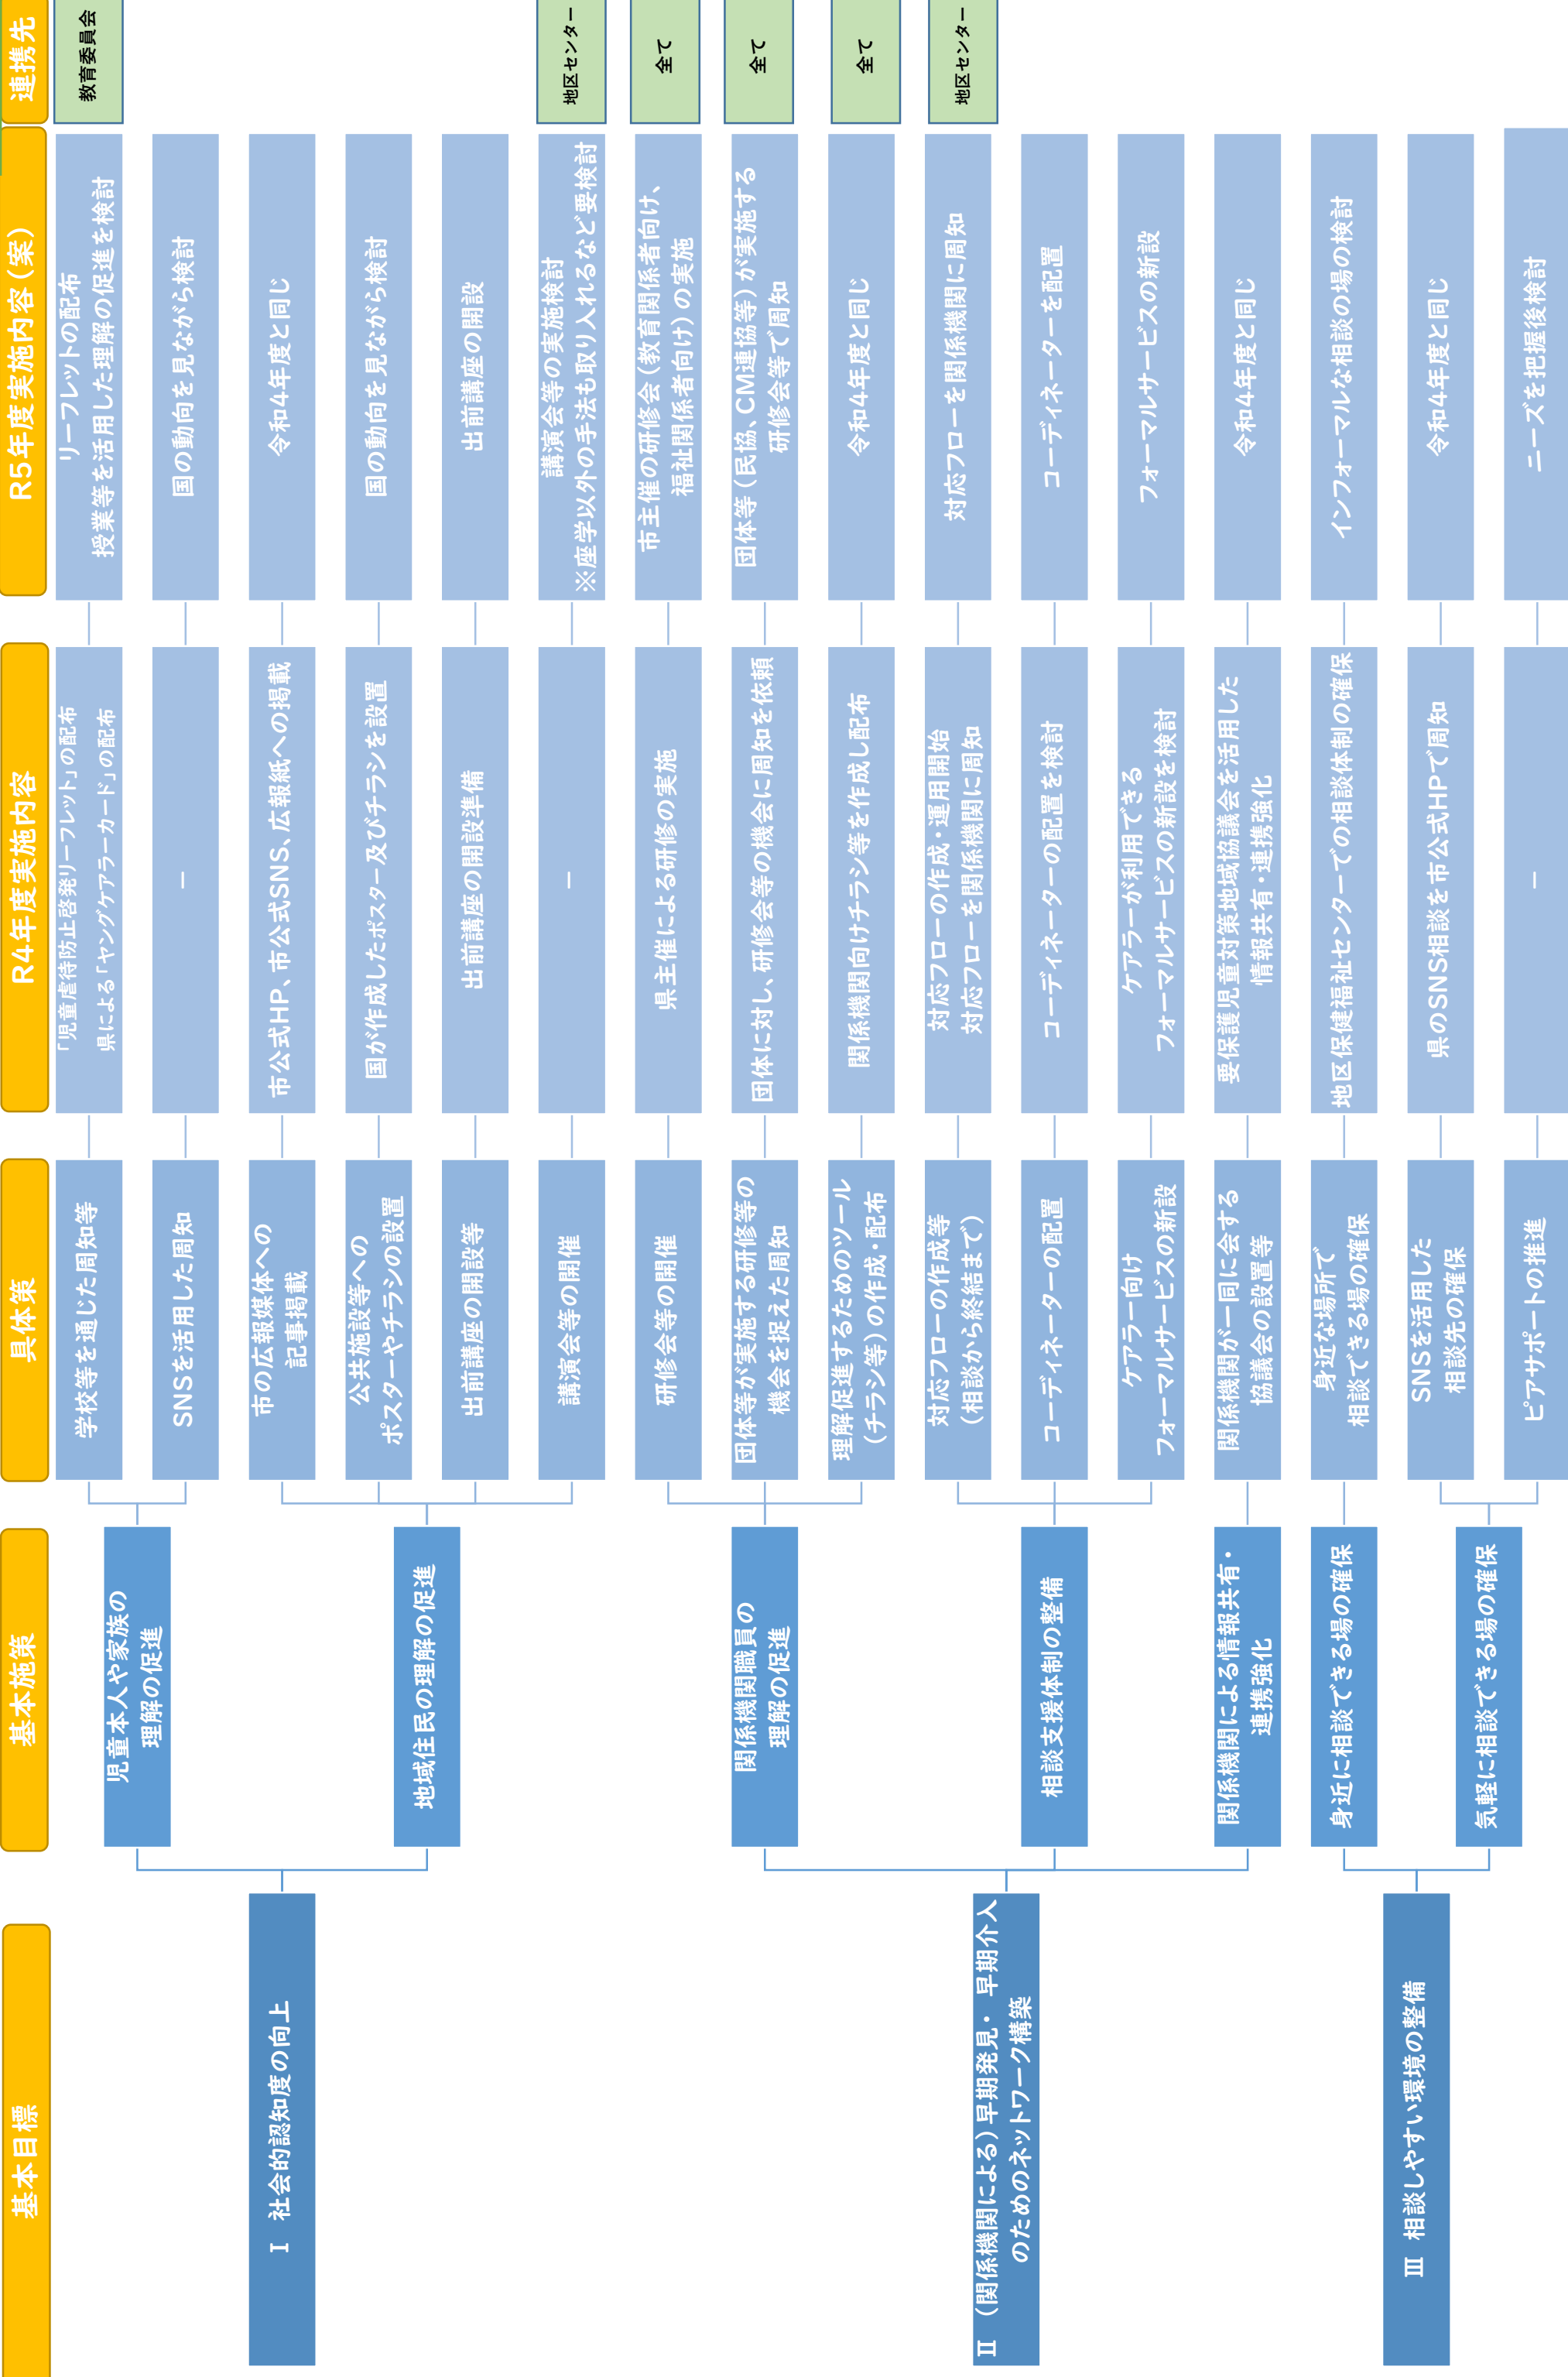 基本目標
基本施策
具体策
R4年度実施内容
R5年度実施内容（案）
連携先
Ⅰ　社会的認知度の向上
児童本人や家族の
理解の促進
学校等を通じた周知等
「児童虐待防止啓発リーフレット」の配布
県による「ヤングケアラーカード」の配布
リーフレットの配布
授業等を活用した理解の促進を検討
教育委員会
SNSを活用した周知
－
国の動向を見ながら検討
地域住民の理解の促進
市の広報媒体への
記事掲載
市公式HP、市公式SNS、広報紙への掲載
令和4年度と同じ
公共施設等への
ポスターやチラシの設置
国が作成したポスター及びチラシを設置
国の動向を見ながら検討
出前講座の開設等
出前講座の開設準備
出前講座の開設
講演会等の開催
－
講演会等の実施検討
※座学以外の手法も取り入れるなど要検討
地区センター
Ⅱ　（関係機関による）早期発見・　早期介入
のためのネットワーク構築
関係機関職員の
理解の促進
研修会等の開催
県主催による研修の実施
市主催の研修会（教育関係者向け、
福祉関係者向け）の実施
全て
団体等が実施する研修等の
機会を捉えた周知
団体に対し、研修会等の機会に周知を依頼
団体等（民協、CM連協等）が実施する
研修会等で周知
全て
理解促進するためのツール
（チラシ等）の作成・配布
関係機関向けチラシ等を作成し配布
令和4年度と同じ
全て
相談支援体制の整備
対応フローの作成等
（相談から終結まで）
対応フローの作成・運用開始
対応フローを関係機関に周知
対応フローを関係機関に周知
地区センター
コーディネーターの配置
コーディネーターの配置を検討
コーディネーターを配置
ケアラー向け
フォーマルサービスの新設
ケアラーが利用できる
フォーマルサービスの新設を検討
フォーマルサービスの新設
関係機関による情報共有・
連携強化
関係機関が一同に会する
協議会の設置等
要保護児童対策地域協議会を活用した
情報共有・連携強化
令和4年度と同じ
Ⅲ　相談しやすい環境の整備
身近に相談できる場の確保
身近な場所で
相談できる場の確保
地区保健福祉センターでの相談体制の確保
インフォーマルな相談の場の検討
気軽に相談できる場の確保
SNSを活用した
相談先の確保
県のSNS相談を市公式HPで周知
令和4年度と同じ
ピアサポートの推進
－
ニーズを把握後検討